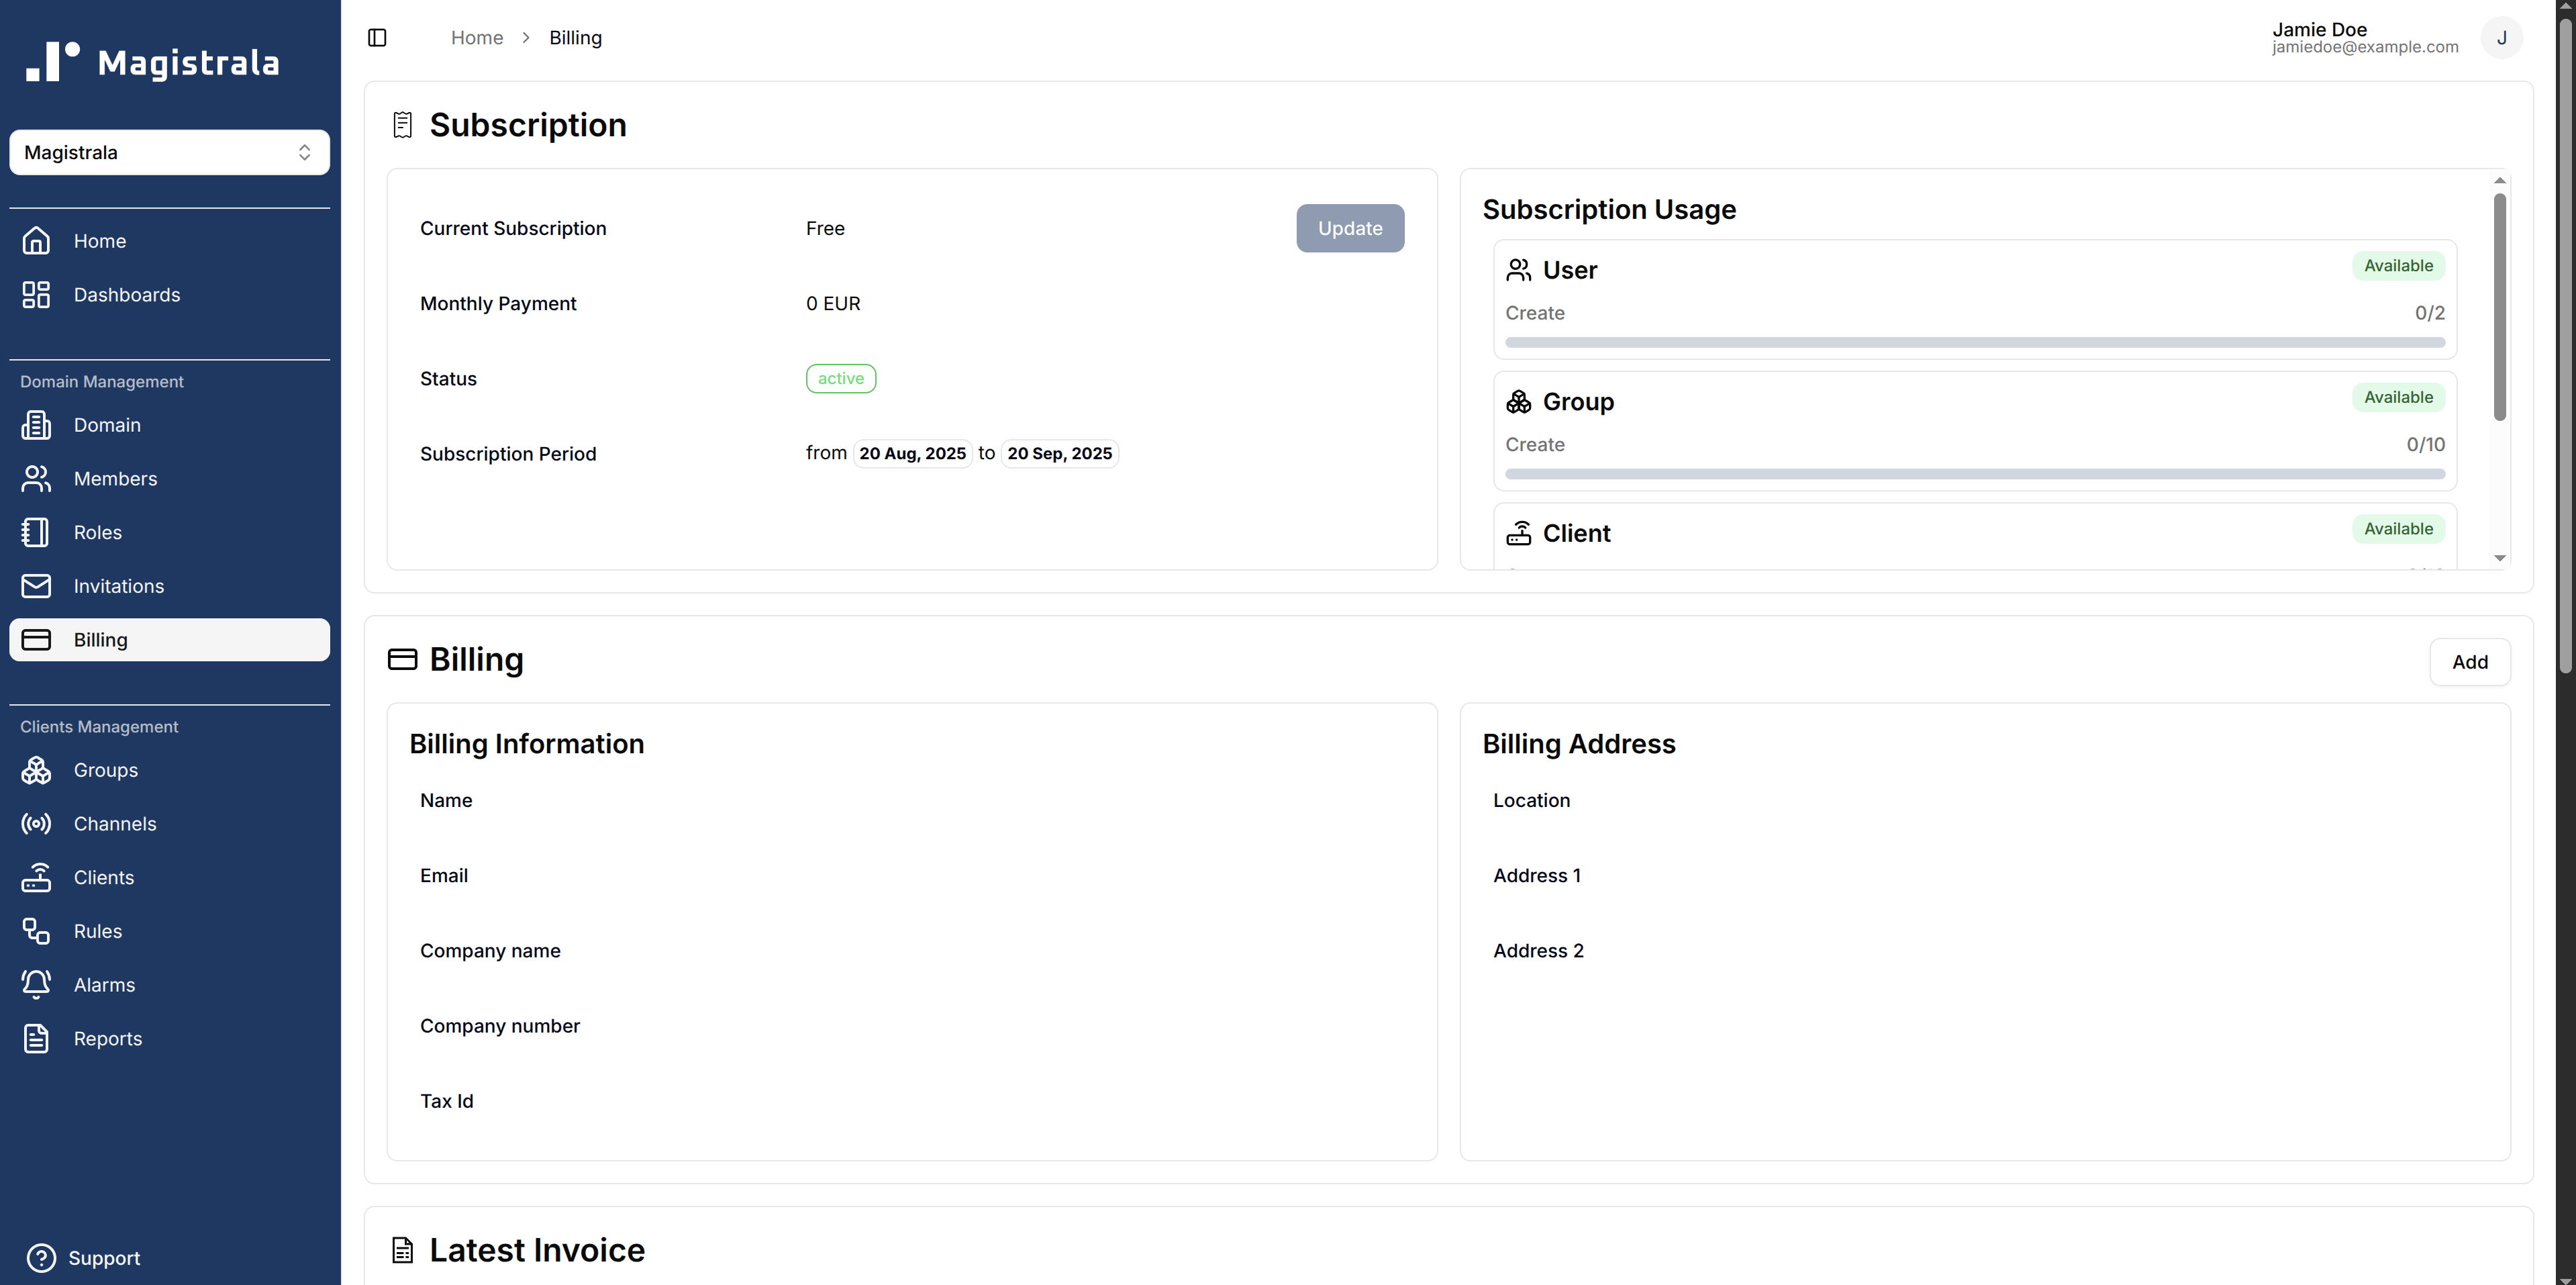 Magistrala
Magistrala
Home
Dashboards
Domain Management
Domain
Members
Roles
Invitations
Billing
Clients Management
Groups
Channels
Clients
Rules
Alarms
Reports
Support
Home > Billing
Jamie Doe
jamiedoe@example.com
J
Subscription
Current Subscription Free Update
Monthly Payment 0 EUR
Status active
Subscription Period from 20 Aug, 2025 to 20 Sep, 2025
Subscription Usage
User Available
Create 0/2
Group Available
Create 0/10
Client Available
Billing Add
Billing Information
Name
Email
Company name
Company number
Tax Id
Billing Address
Location
Address 1
Address 2
Latest Invoice